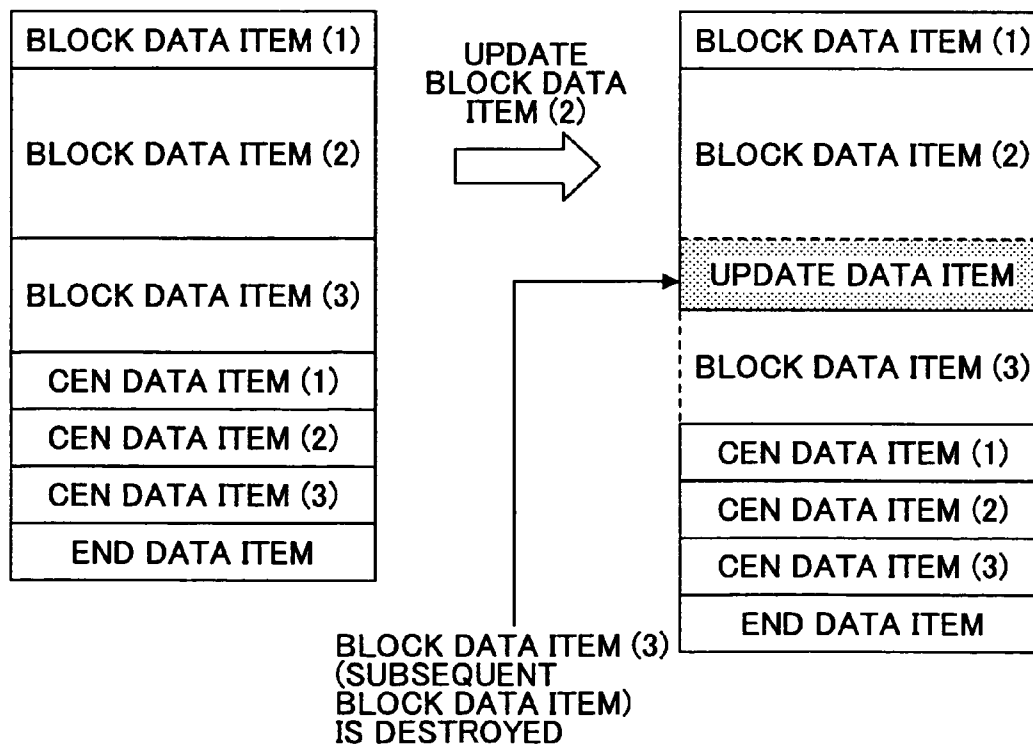 BLOCK DATA ITEM (1)
BLOCK DATA ITEM (2)
BLOCK DATA ITEM (3)
CEN DATA ITEM (1)
CEN DATA ITEM (2)
CEN DATA ITEM (3)
END DATA ITEM
UPDATE
BLOCK DATA
ITEM (2)
BLOCK DATA ITEM (1)
BLOCK DATA ITEM (2)
UPDATE DATA ITEM
BLOCK DATA ITEM (3)
CEN DATA ITEM (1)
CEN DATA ITEM (2)
CEN DATA ITEM (3)
END DATA ITEM
BLOCK DATA ITEM (3)
(SUBSEQUENT
BLOCK DATA ITEM)
IS DESTROYED